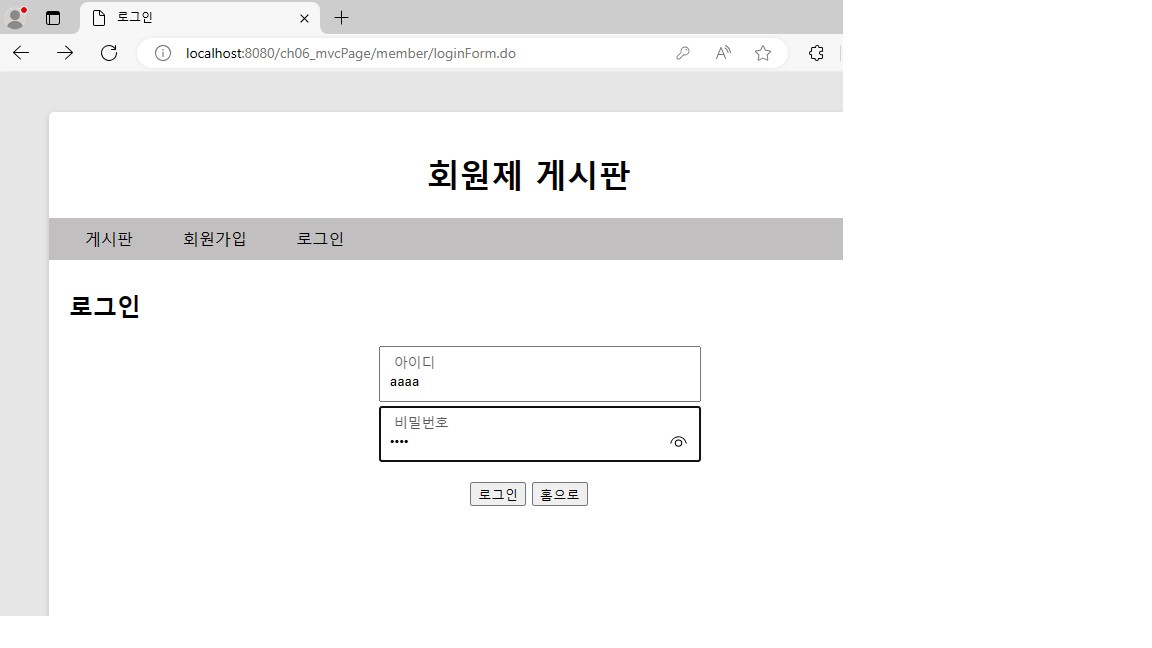 로그인
localhost:8080/ch06_mvcPage/member/loginForm.do
회원제 게시판
게시판 회원가입 로그인
로그인
아이디
aaaa
비밀번호
••••
로그인 홈으로